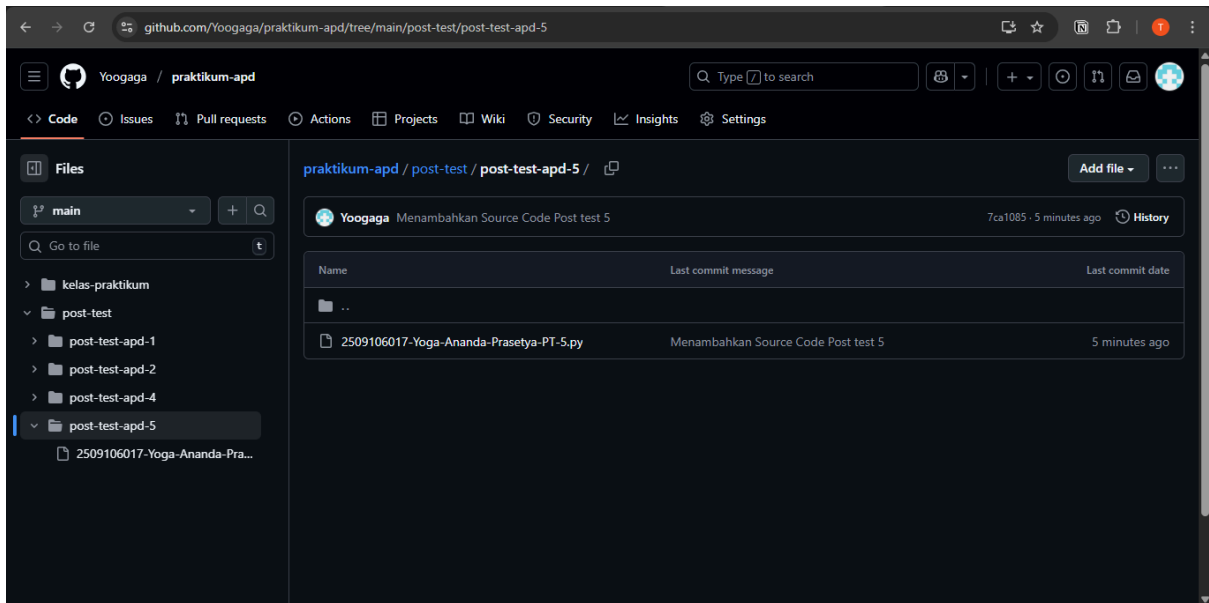 github.com/Yoogaga/praktikum-apd/tree/main/post-test/post-test-apd-5
T
Yoogaga / praktikum-apd
Type / to search
Code Issues Pull requests Actions Projects Wiki Security Insights Settings
Files
main
Go to file t
kelas-praktikum
post-test
post-test-apd-1
post-test-apd-2
post-test-apd-4
post-test-apd-5
2509106017-Yoga-Ananda-Pra...
praktikum-apd / post-test / post-test-apd-5 /
Add file
Yoogaga Menambahkan Source Code Post test 5
7ca1085 · 5 minutes ago History
Name Last commit message Last commit date
..
2509106017-Yoga-Ananda-Prasetya-PT-5.py Menambahkan Source Code Post test 5 5 minutes ago